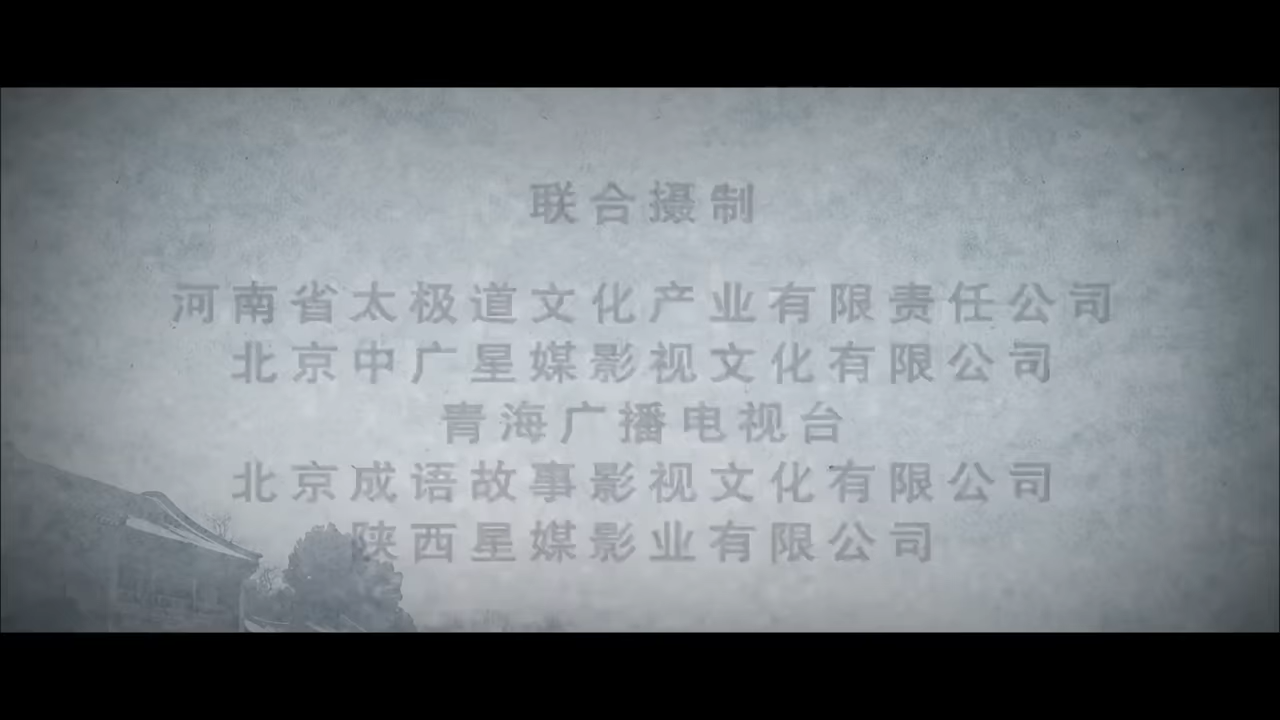 联合摄制
河南省太极道文化产业有限责任公司
北京中广星媒影视文化有限公司
青海广播电视台
北京成语故事影视文化有限公司
陕西星媒影业有限公司